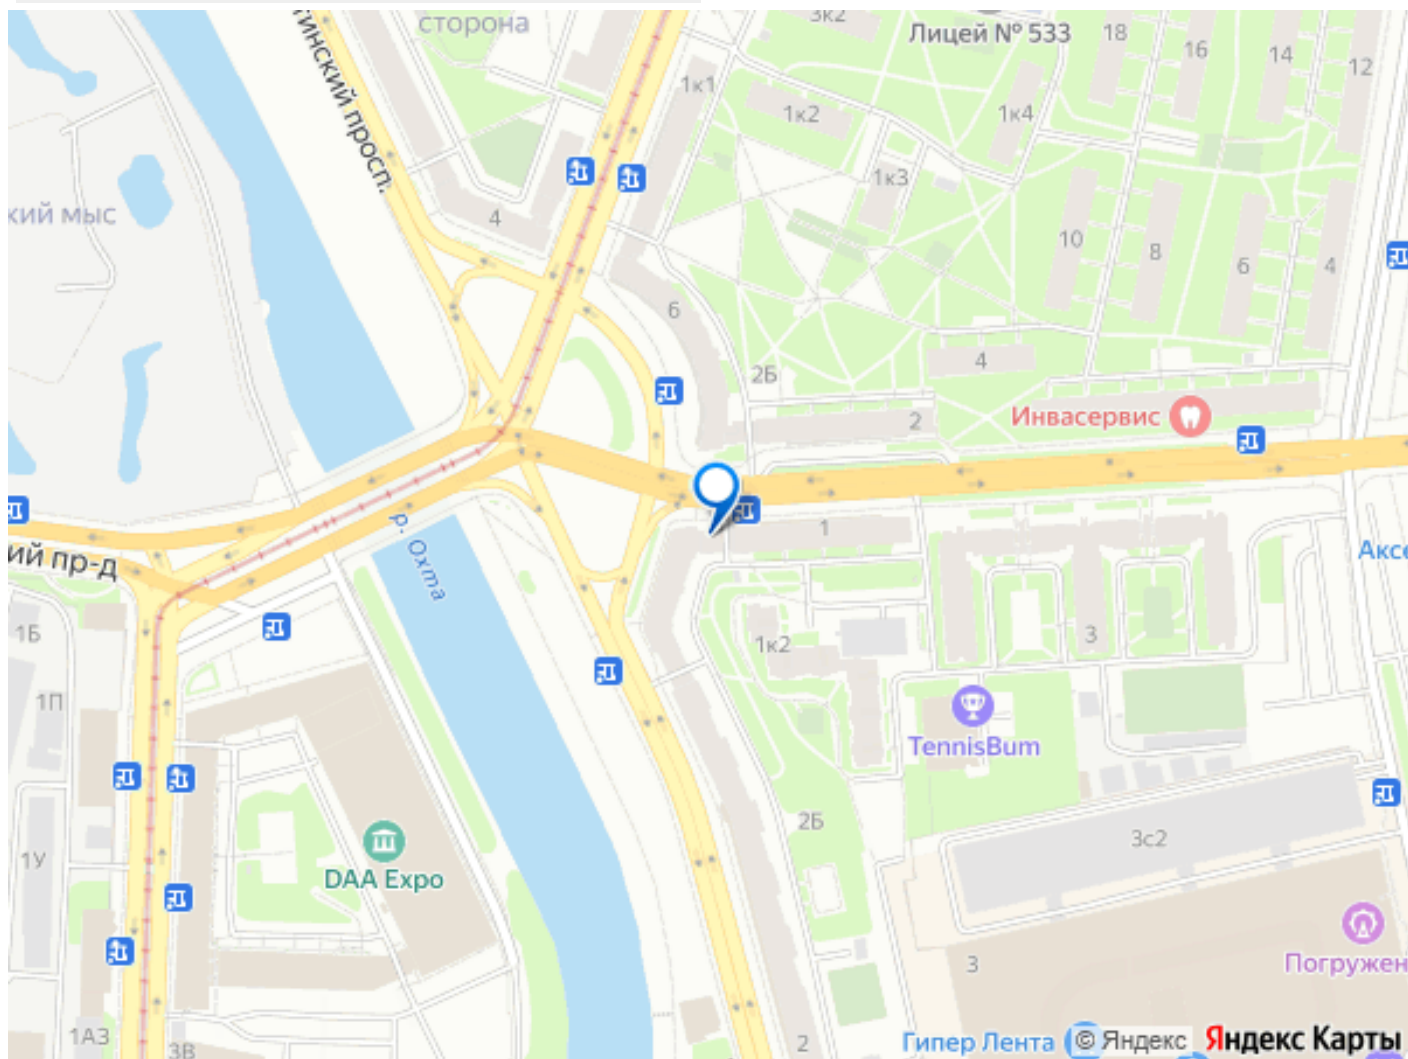 сторона
3к2
Лицей № 533
18
16
14
12
тинский просп.
1к1
1к2
1к4
1к3
кий мыс
4
10
8
6
4
6
4
2Б
2
Инвасервис
ий пр-д
р. Охта
1
Аксе
1Б
1к2
3
1П
TennisBum
2Б
3с2
1У
DAA Expo
3
Погружен
1А3
3В
2
Гипер Лента
© Яндекс
Яндекс Карты